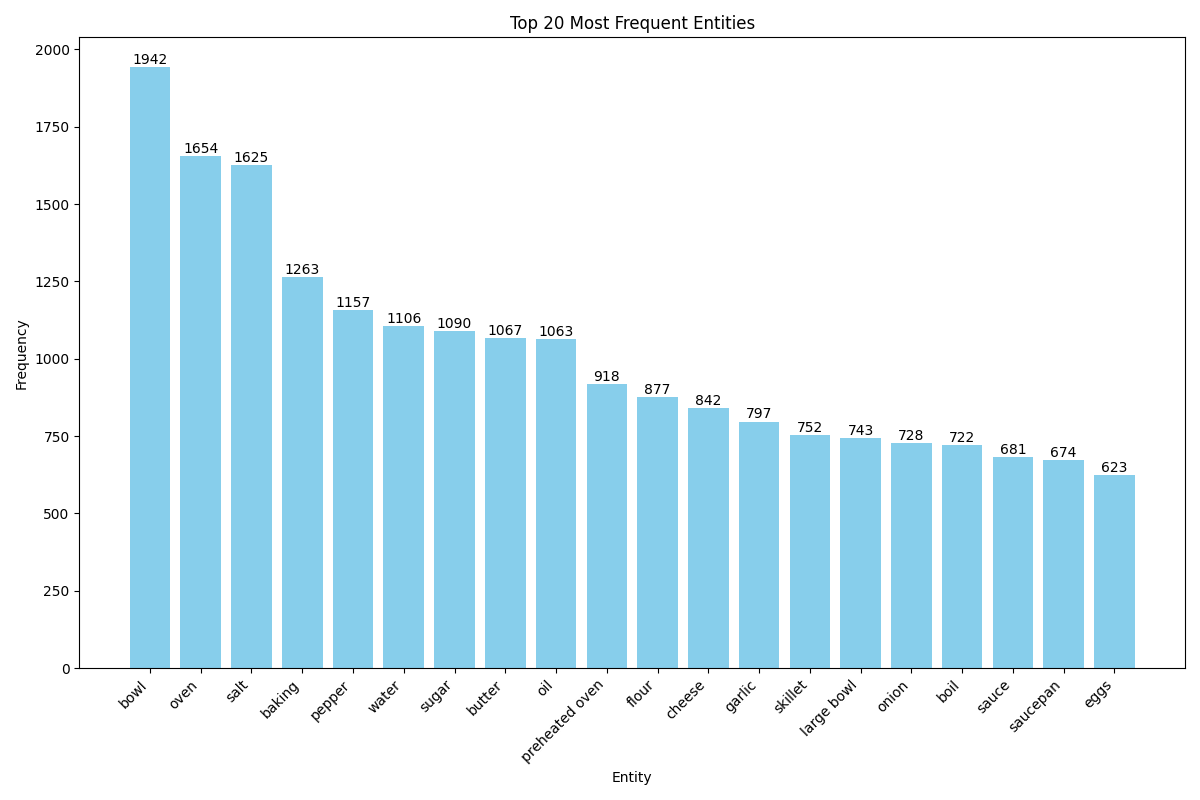 Top 20 Most Frequent Entities
Frequency
2000
1750
1500
1250
1000
750
500
250
0
1942
1654
1625
1263
1157
1106
1090
1067
1063
918
877
842
797
752
743
728
722
681
674
623
bowl
oven
salt
baking
pepper
water
sugar
butter
oil
preheated oven
flour
cheese
garlic
skillet
large bowl
onion
boil
sauce
saucepan
eggs
Entity